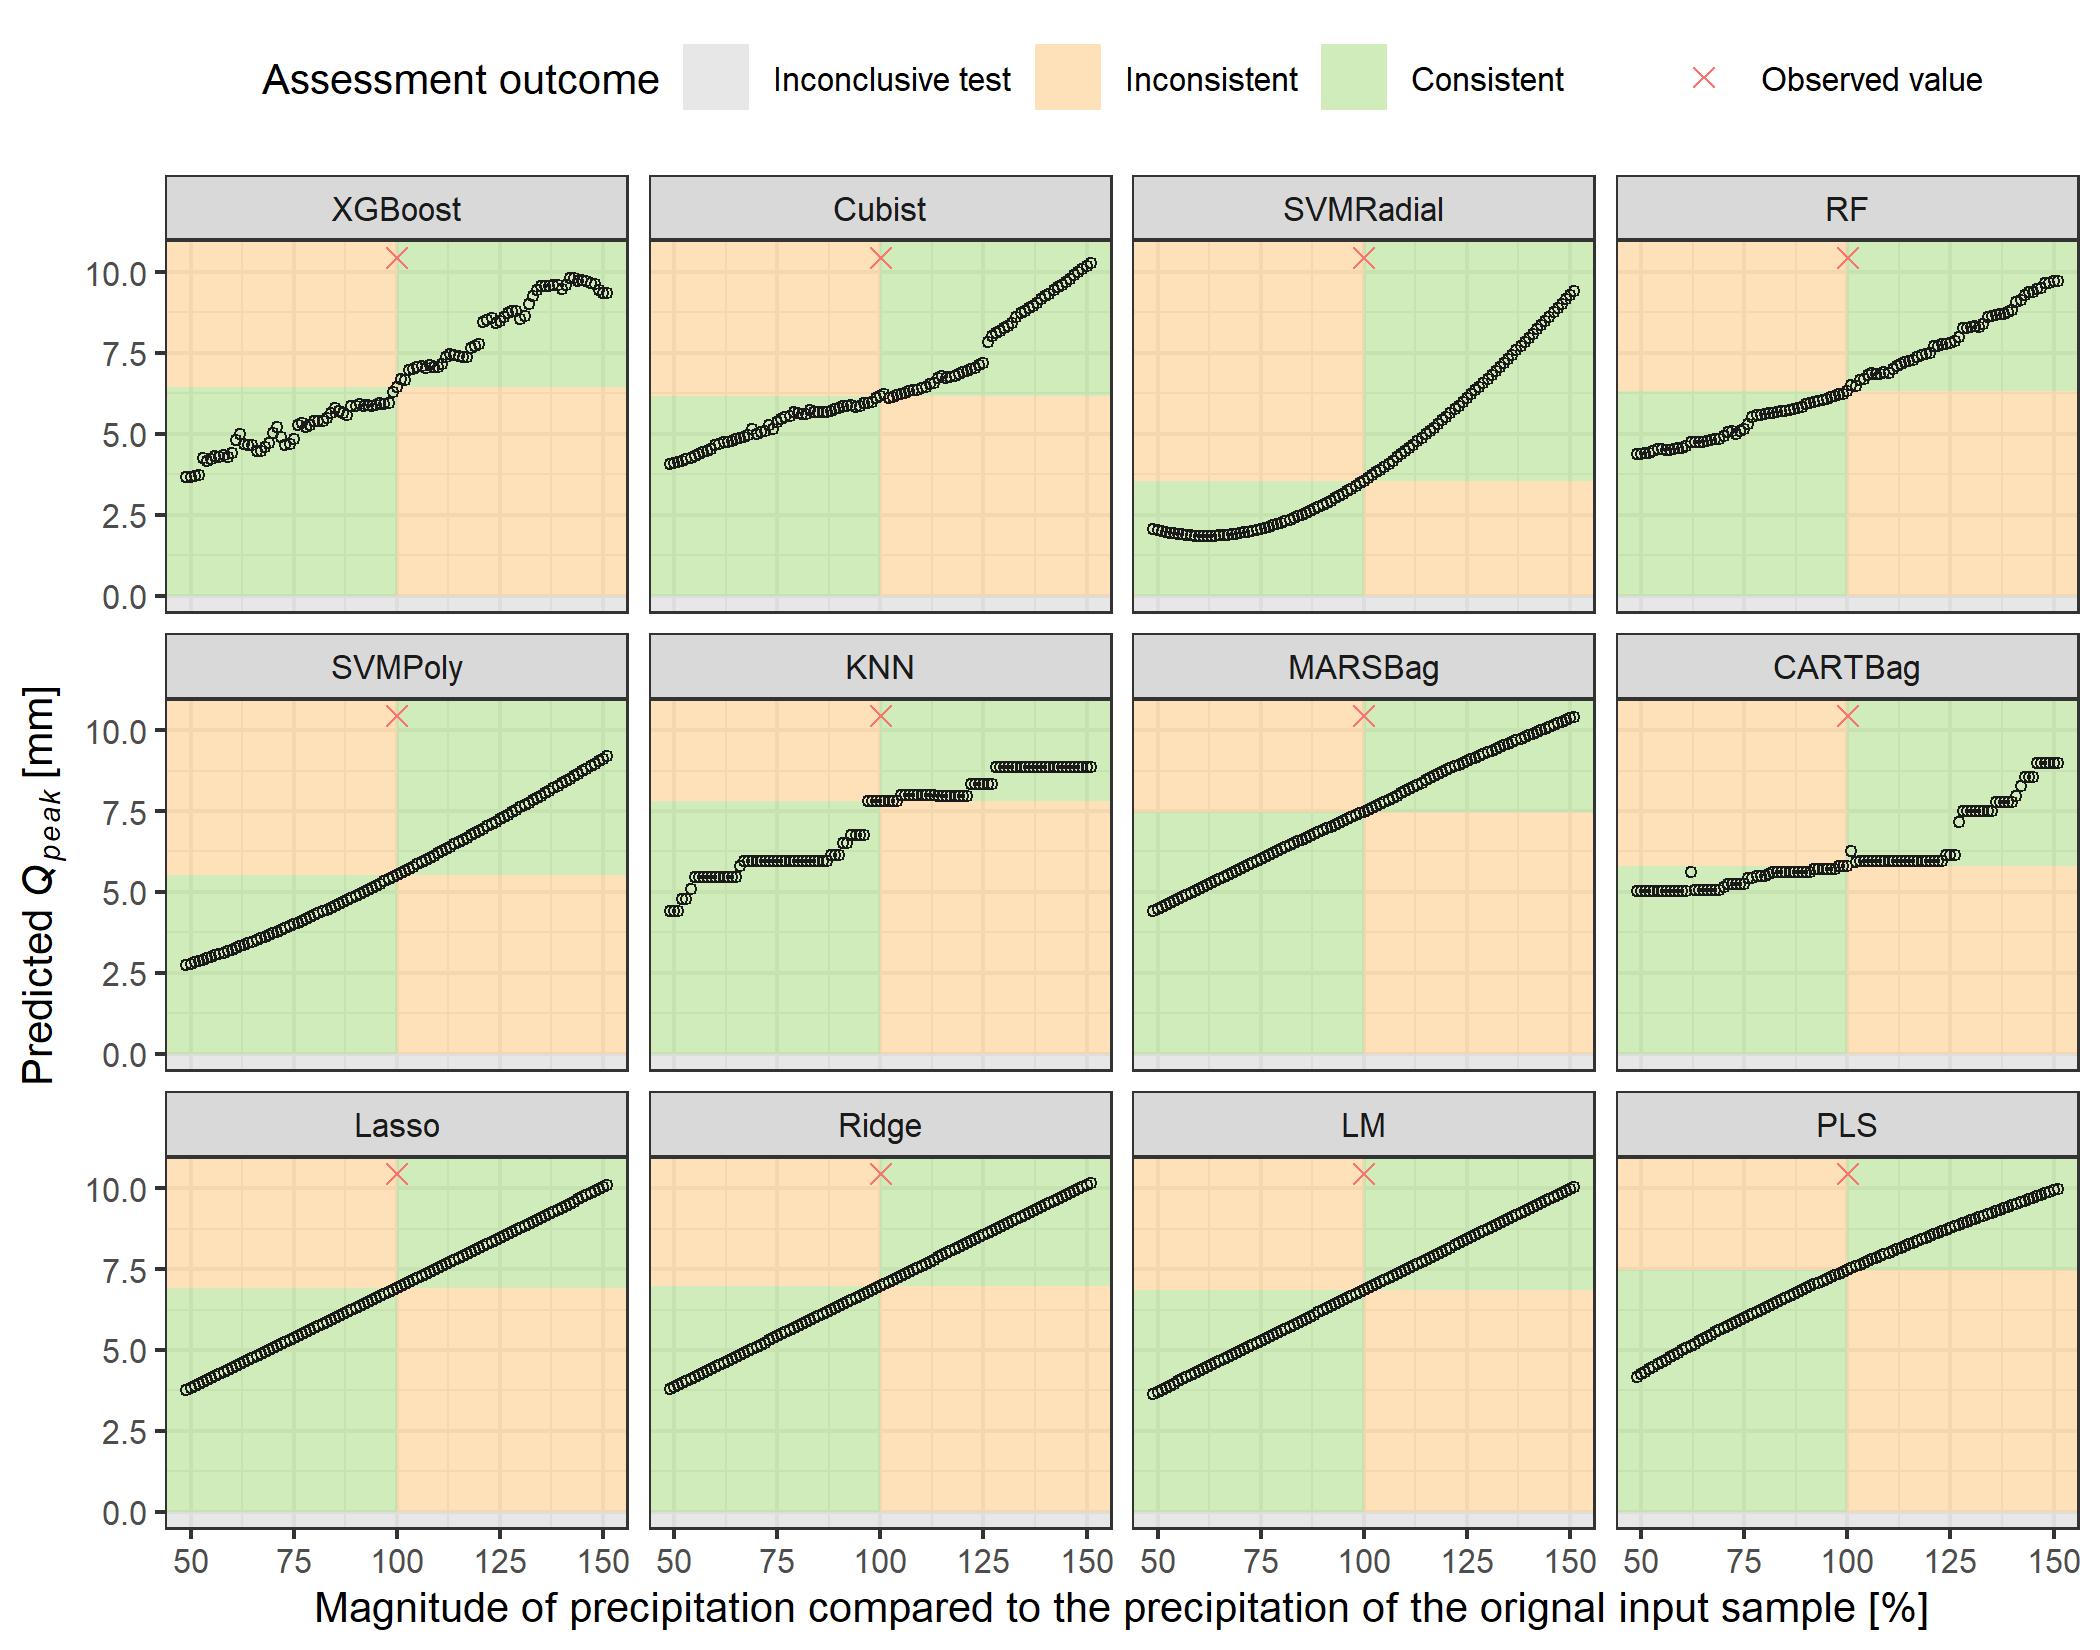 Assessment outcome Inconclusive test Inconsistent Consistent Observed value
XGBoost Cubist SVMRadial RF
10.0
7.5
5.0
2.5
0.0
SVMPoly KNN MARSBag CARTBag
10.0
7.5
5.0
2.5
0.0
Predicted Qpeak [mm]
Lasso Ridge LM PLS
10.0
7.5
5.0
2.5
0.0
50 75 100 125 150 50 75 100 125 150 50 75 100 125 150 50 75 100 125 150
Magnitude of precipitation compared to the precipitation of the orignal input sample [%]